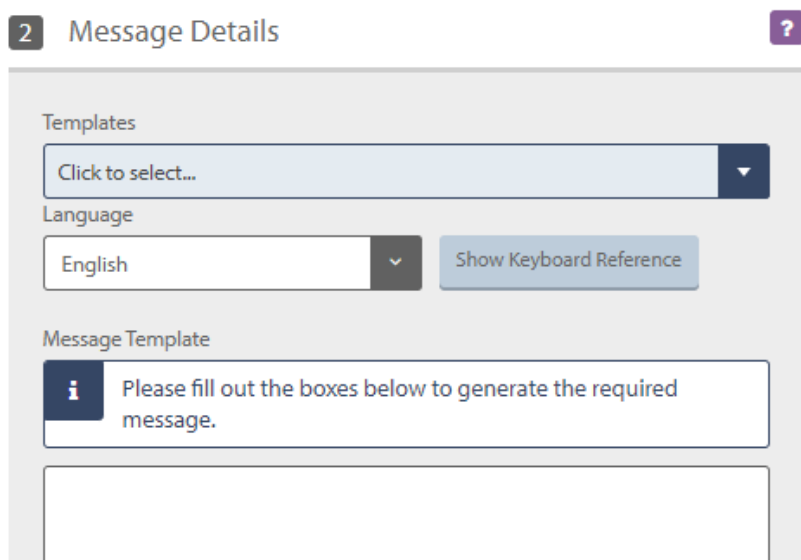 2 Message Details ?
Templates
Click to select...
Language
English
Show Keyboard Reference
Message Template
i Please fill out the boxes below to generate the required
message.